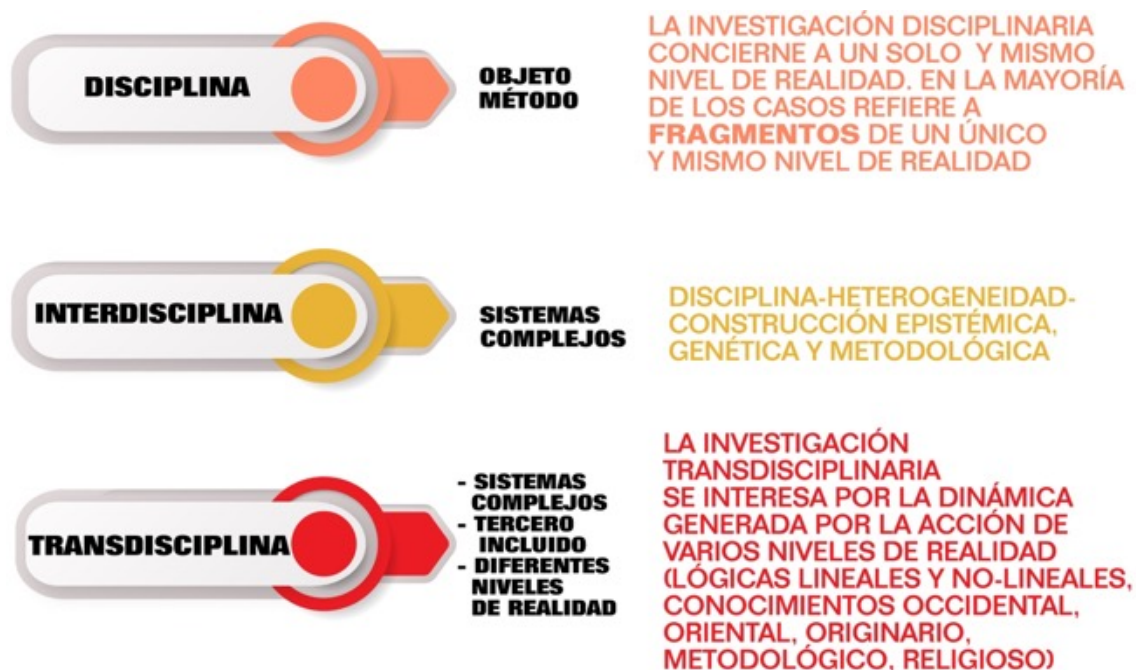 DISCIPLINA
OBJETO
MÉTODO
LA INVESTIGACIÓN DISCIPLINARIA
CONCIERNE A UN SOLO Y MISMO
NIVEL DE REALIDAD. EN LA MAYORÍA
DE LOS CASOS REFIERE A
FRAGMENTOS DE UN ÚNICO
Y MISMO NIVEL DE REALIDAD
INTERDISCIPLINA
SISTEMAS
COMPLEJOS
DISCIPLINA-HETEROGENEIDAD-
CONSTRUCCIÓN EPISTÉMICA,
GENÉTICA Y METODOLÓGICA
TRANSDISCIPLINA
- SISTEMAS
COMPLEJOS
- TERCERO
INCLUIDO
- DIFERENTES
NIVELES
DE REALIDAD
LA INVESTIGACIÓN
TRANSDISCIPLINARIA
SE INTERESA POR LA DINÁMICA
GENERADA POR LA ACCIÓN DE
VARIOS NIVELES DE REALIDAD
(LÓGICAS LINEALES Y NO-LINEALES,
CONOCIMIENTOS OCCIDENTAL,
ORIENTAL, ORIGINARIO,
METODOLÓGICO, RELIGIOSO)